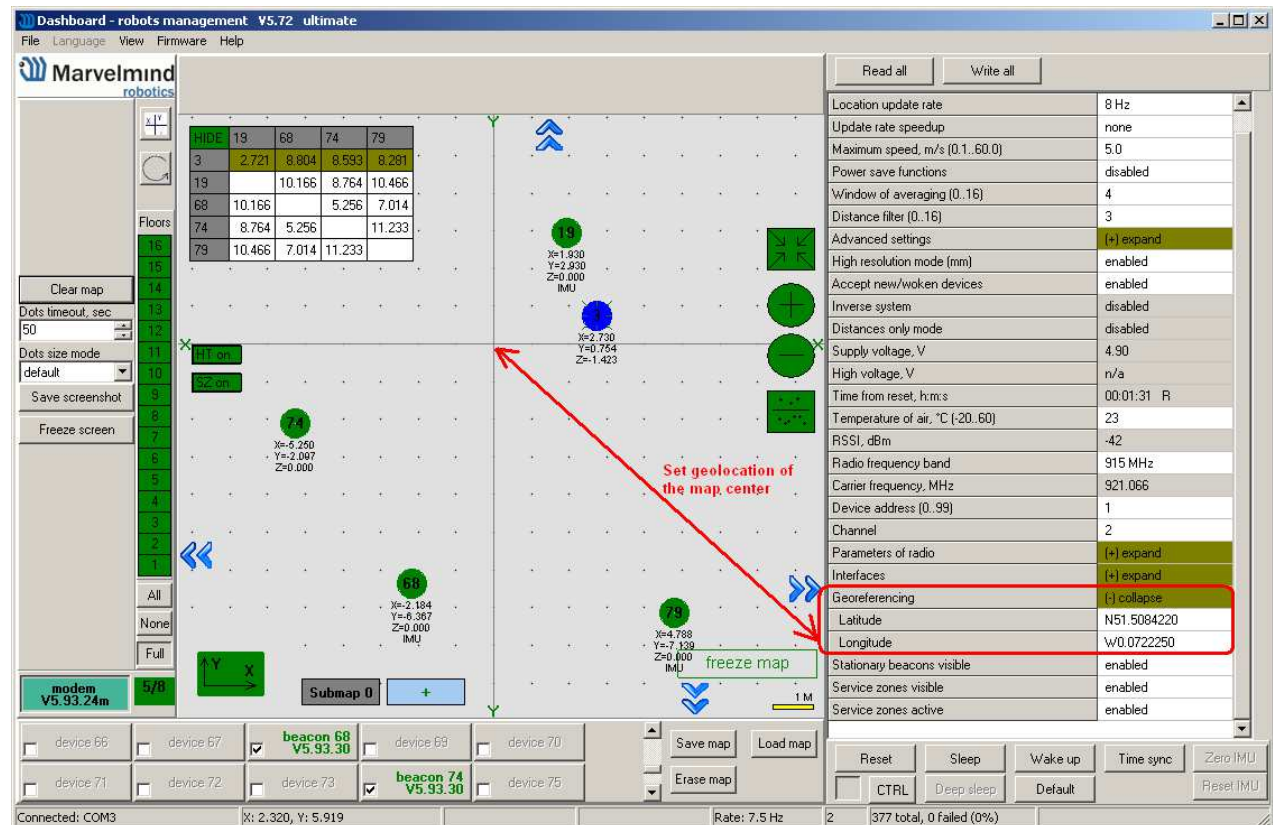 Dashboard - robots management V5.72 ultimate
File Language View Firmware Help
Marvelmind
robotics
Read all Write all
X Y
HIDE 19 68 74 79
3 2.721 8.804 8.593 8.281
19 10.166 8.764 10.466
68 10.166 5.256 7.014
74 8.764 5.256 11.233
79 10.466 7.014 11.233
Floors
16
15
14
13
12
11
10
9
8
7
6
5
4
3
2
1
All
None
Full
5/8
Clear map
Dots timeout, sec
50
Dots size mode
default
Save screenshot
Freeze screen
modem
V5.93.24m
Y
19
X=1.930
Y=2.930
Z=0.000
IMU
3
X=2.730
Y=0.754
Z=-1.423
X X
HT on
SZ on
74
X=-5.250
Y=-2.097
Z=0.000
Set geolocation of
the map center
68
X=-2.184
Y=-6.367
Z=0.000
IMU
79
X=4.788
Y=-7.139
Z=0.000
IMU
freeze map
Y X
Submap 0 +
Y
1 M
Location update rate 8 Hz
Update rate speedup none
Maximum speed, m/s (0.1..60.0) 5.0
Power save functions disabled
Window of averaging (0..16) 4
Distance filter (0..16) 3
Advanced settings (+) expand
High resolution mode (mm) enabled
Accept new/woken devices enabled
Inverse system disabled
Distances only mode disabled
Supply voltage, V 4.90
High voltage, V n/a
Time from reset, h:m:s 00:01:31 R
Temperature of air, °C (-20..60) 23
RSSI, dBm -42
Radio frequency band 915 MHz
Carrier frequency, MHz 921.066
Device address (0..99) 1
Channel 2
Parameters of radio (+) expand
Interfaces (+) expand
Georeferencing (-) collapse
Latitude N51.5084220
Longitude W0.0722250
Stationary beacons visible enabled
Service zones visible enabled
Service zones active enabled
device 66 device 67 beacon 68 V5.93.30 device 69 device 70
device 71 device 72 device 73 beacon 74 V5.93.30 device 75
Save map Load map
Erase map
Reset Sleep Wake up Time sync Zero IMU
CTRL Deep sleep Default Reset IMU
Connected: COM3 X: 2.320, Y: 5.919 Rate: 7.5 Hz 2 377 total, 0 failed (0%)